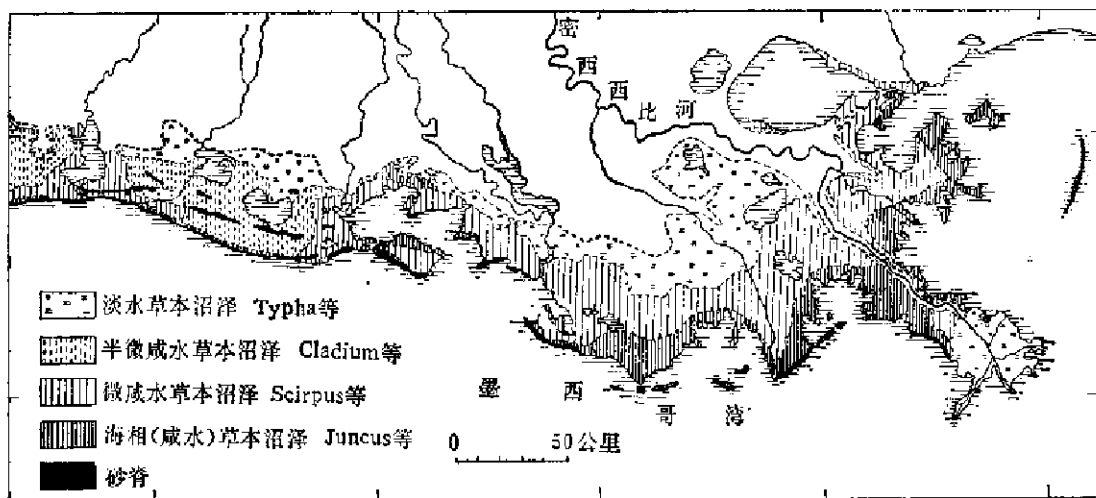 密西西比河
淡水草本沼泽 Typha等
半微咸水草本沼泽 Cladium等
微咸水草本沼泽 Scirpus等
墨西哥湾
海相(咸水)草本沼泽 Juncus等
0 50公里
砂脊